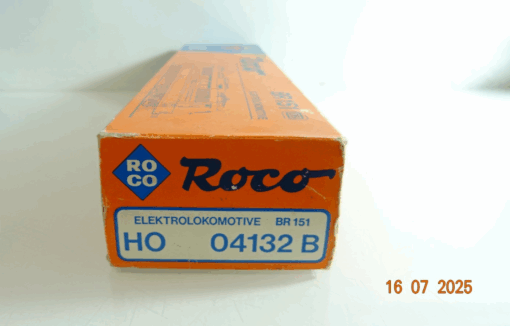 RO
CO
Roco
ELEKTROLOKOMOTIVE BR 151
HO 04132 B
16 07 2025